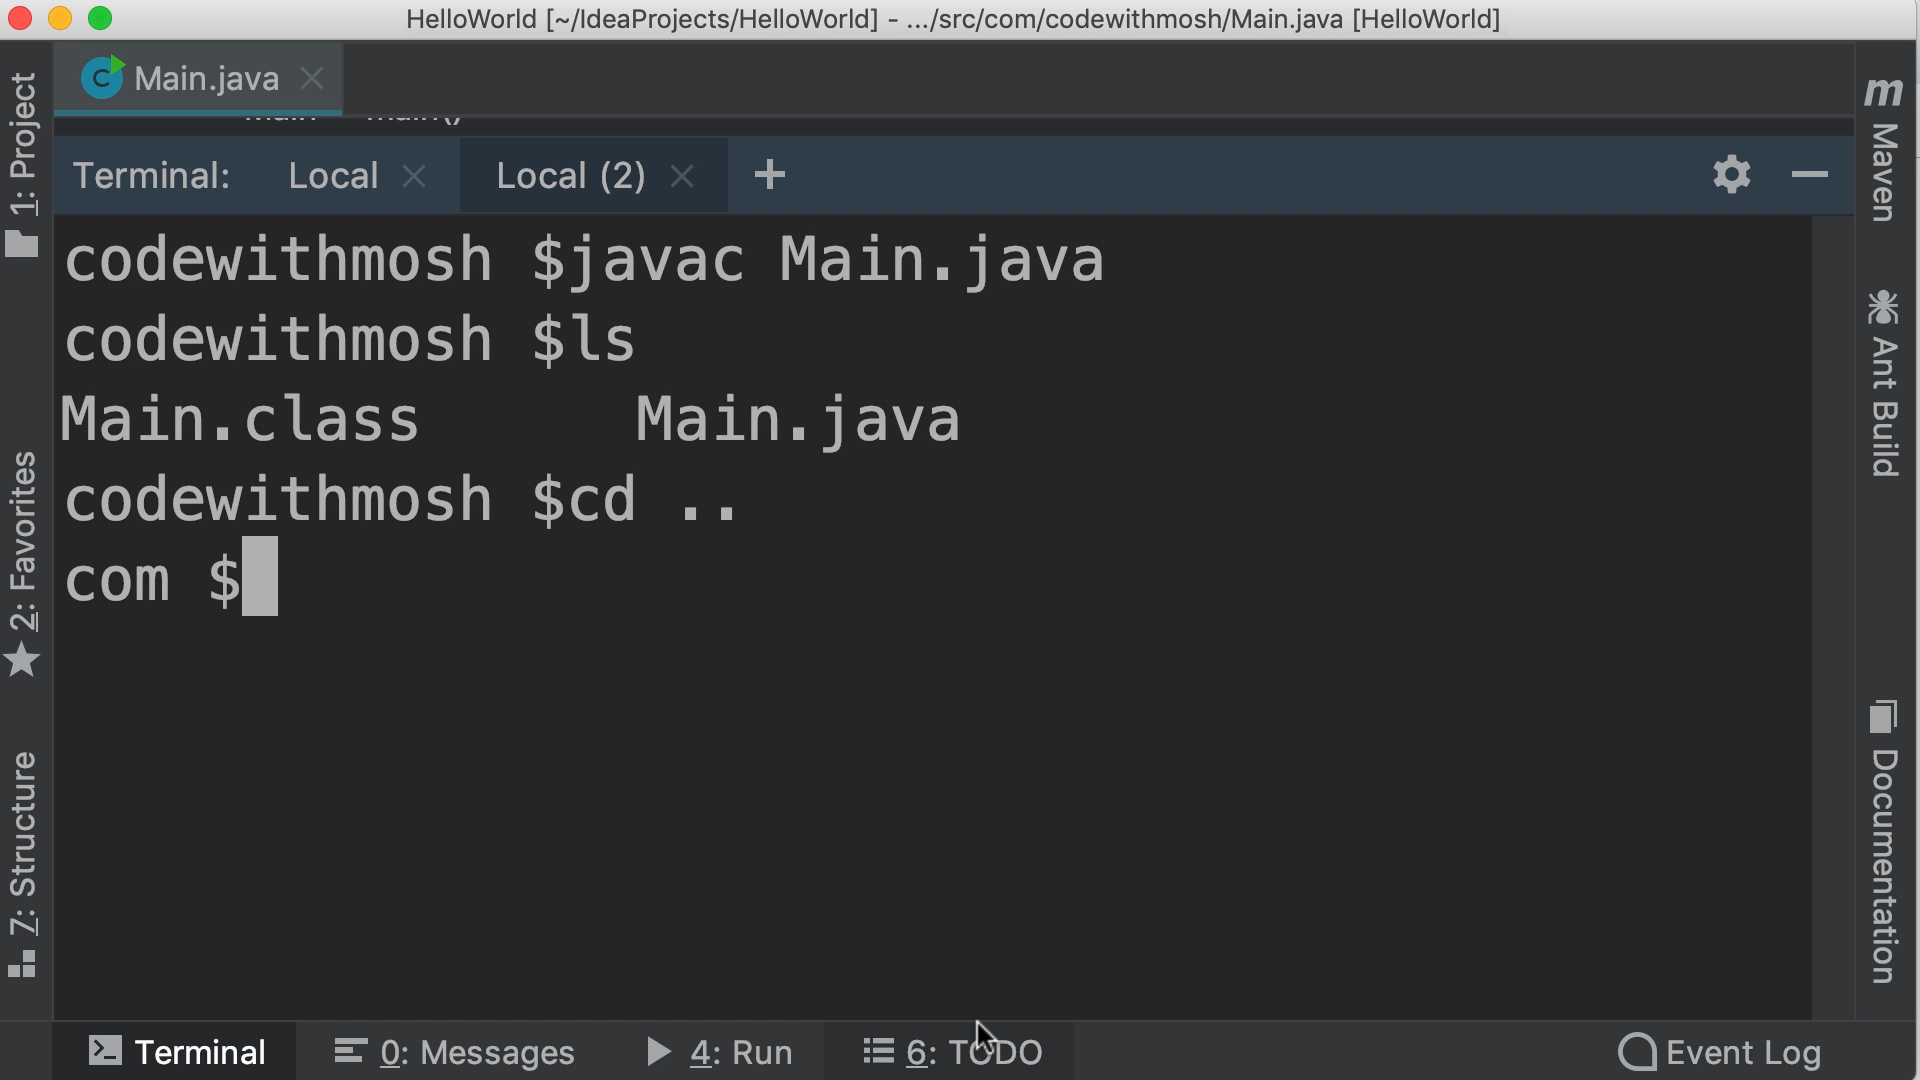 HelloWorld [~/IdeaProjects/HelloWorld] - .../src/com/codewithmosh/Main.java [HelloWorld]
Main.java
Terminal: Local Local (2)
codewithmosh $javac Main.java
codewithmosh $ls
Main.class Main.java
codewithmosh $cd ..
com $
1: Project
2: Favorites
7: Structure
m Maven
Ant Build
Documentation
Terminal 0: Messages 4: Run 6: TODO Event Log